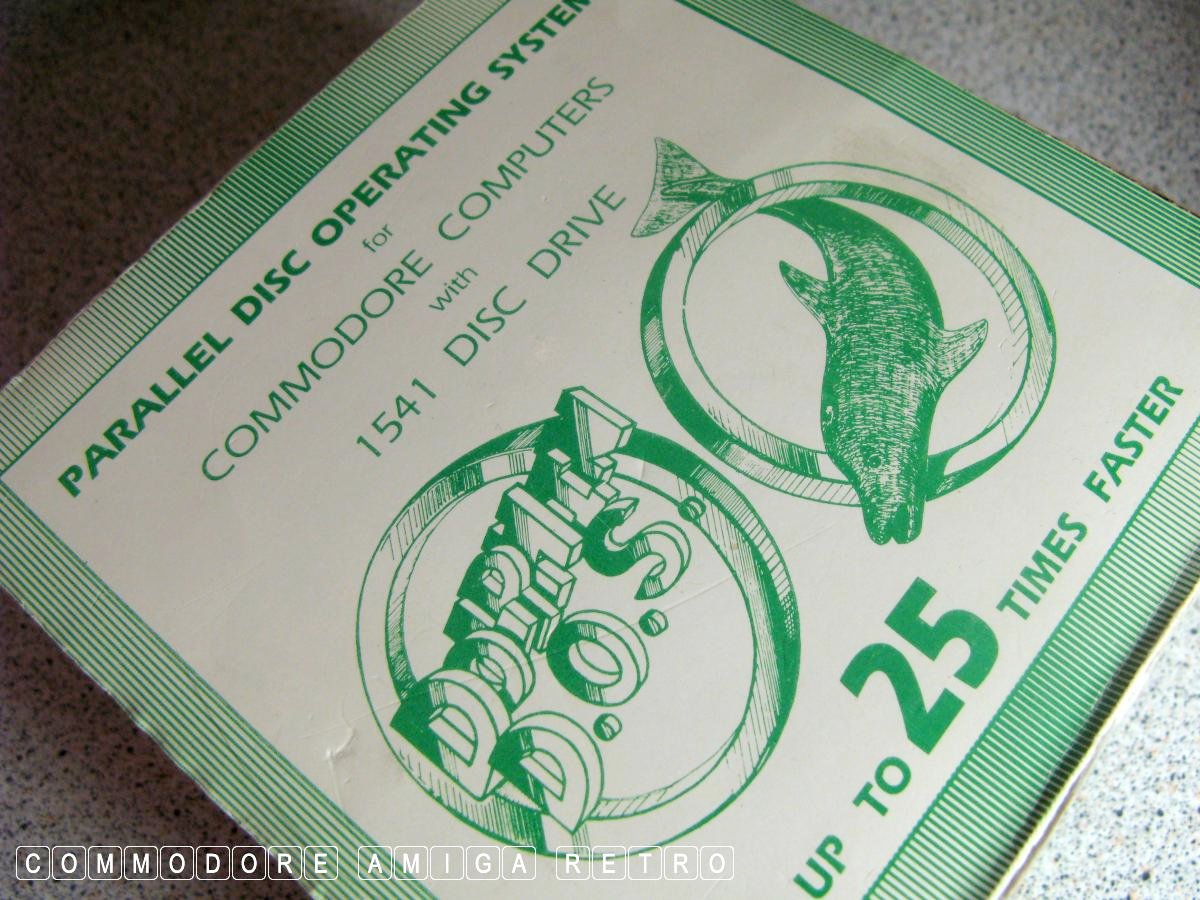 PARALLEL DISC OPERATING SYSTEM
for
COMMODORE COMPUTERS
with
1541 DISC DRIVE
DOLPHIN
D.O.S.
UP TO 25 TIMES FASTER
COMMODORE AMIGA RETRO